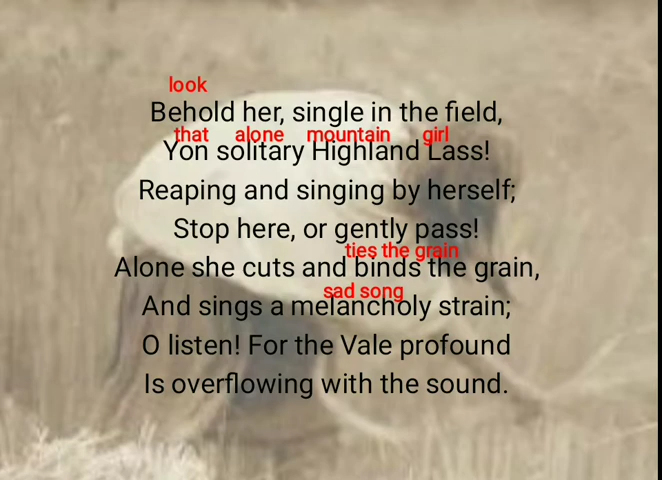 look
Behold her, single in the field,
that alone mountain girl
Yon solitary Highland Lass!
Reaping and singing by herself;
Stop here, or gently pass!
ties the grain
Alone she cuts and binds the grain,
sad song
And sings a melancholy strain;
O listen! For the Vale profound
Is overflowing with the sound.